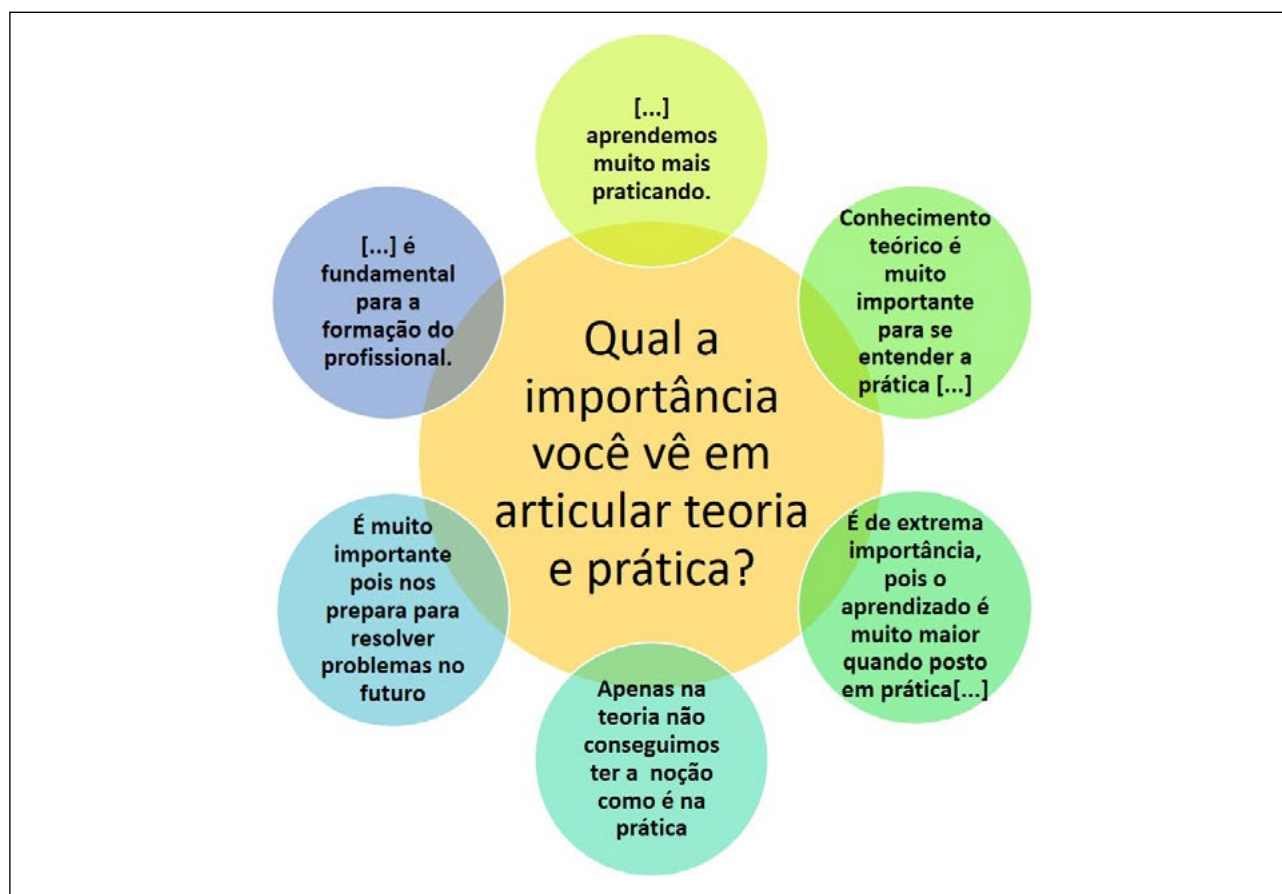 [...]
aprendemos
muito mais
praticando.
Conhecimento
teórico é
muito
importante
para se
entender a
prática [...]
É de extrema
importância,
pois o
aprendizado é
muito maior
quando posto
em prática[...]
Apenas na
teoria não
conseguimos
ter a noção
como é na
prática
É muito
importante
pois nos
prepara para
resolver
problemas no
futuro
[...] é
fundamental
para a
formação do
profissional.
Qual a
importância
você vê em
articular teoria
e prática?